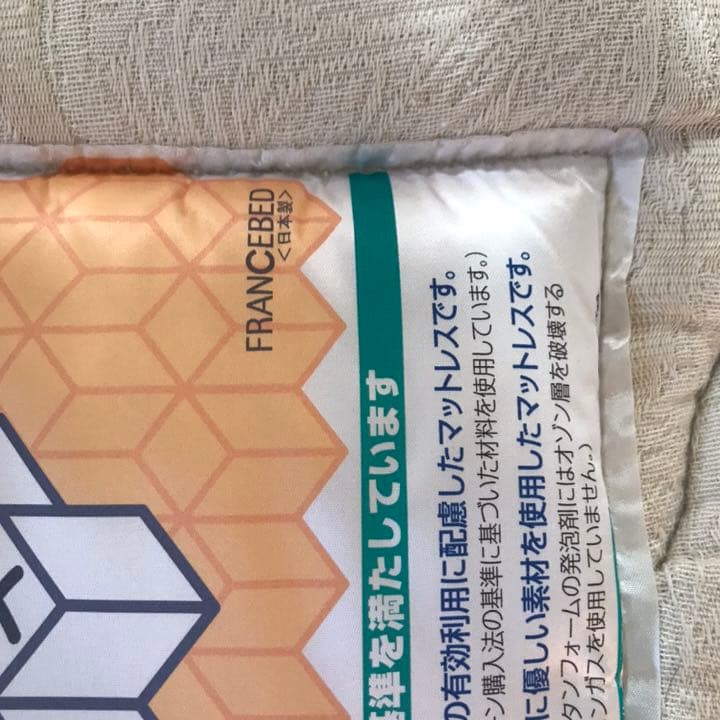 FRANCEBED
<日本製>
基準を満たしています
の有効利用に配慮したマットレスです。
ン購入法の基準に基づいた材料を使用しています。)
に優しい素材を使用したマットレスです。
タンフォームの発泡剤にはオゾン層を破壊する
ンガスを使用していません。)